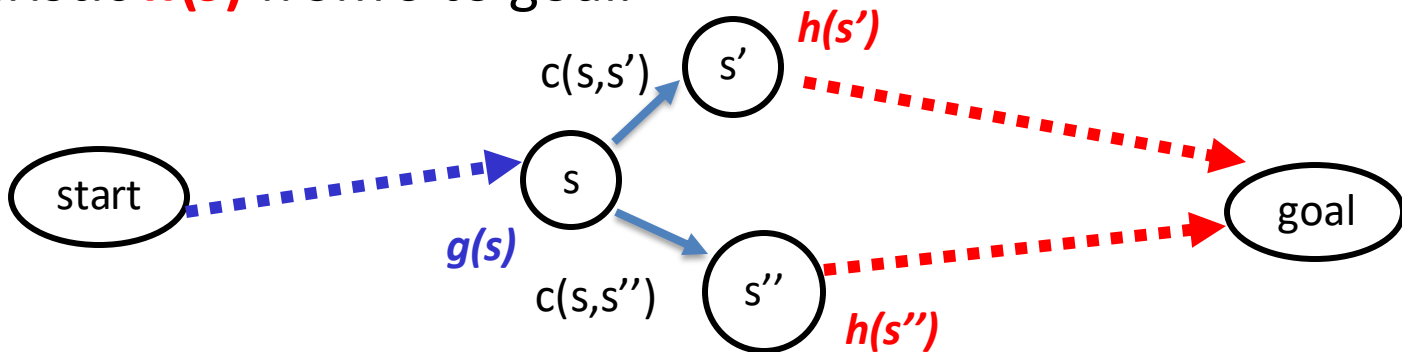 h(s')
c(s,s')
s'
start
s
goal
g(s)
c(s,s'')
s''
h(s'')